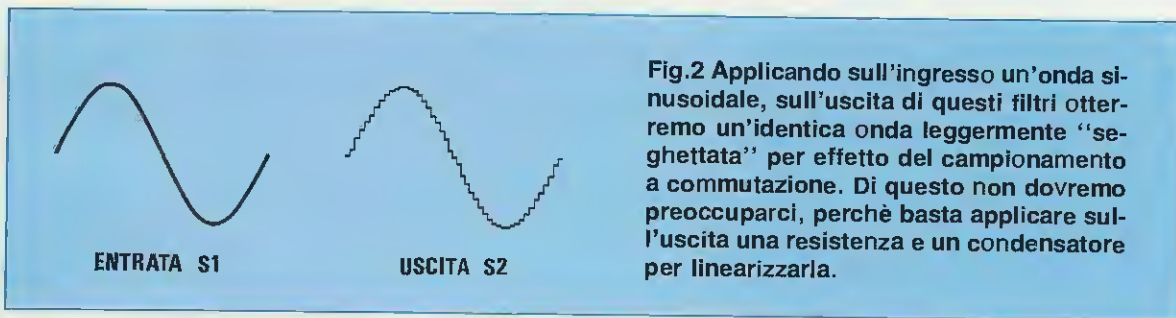 ENTRATA S1
USCITA S2
Fig.2 Applicando sull'ingresso un'onda si-
nusoidale, sull'uscita di questi filtri otter-
remo un'identica onda leggermente "se-
ghettata" per effetto del campionamento
a commutazione. Di questo non dovremo
preoccuparci, perchè basta applicare sul-
l'uscita una resistenza e un condensatore
per linearizzarla.